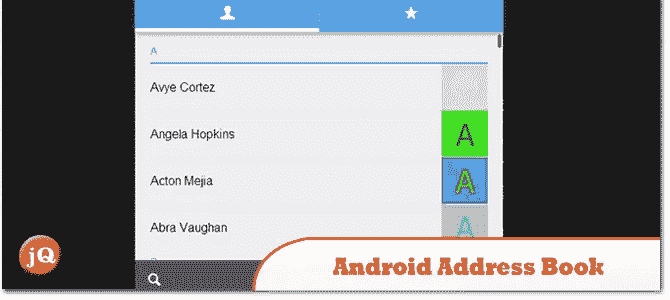 A
Avye Cortez
Angela Hopkins
A
Acton Mejia
A
Abra Vaughan
A
jQ
Android Address Book